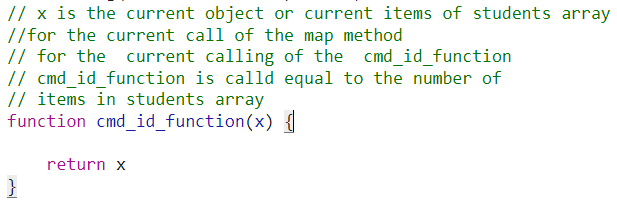 // x is the current object or current items of students array
//for the current call of the map method
// for the  current calling of the  cmd_id_function
// cmd_id_function is calld equal to the number of
// items in students array
function cmd_id_function(x) {
    return x
}